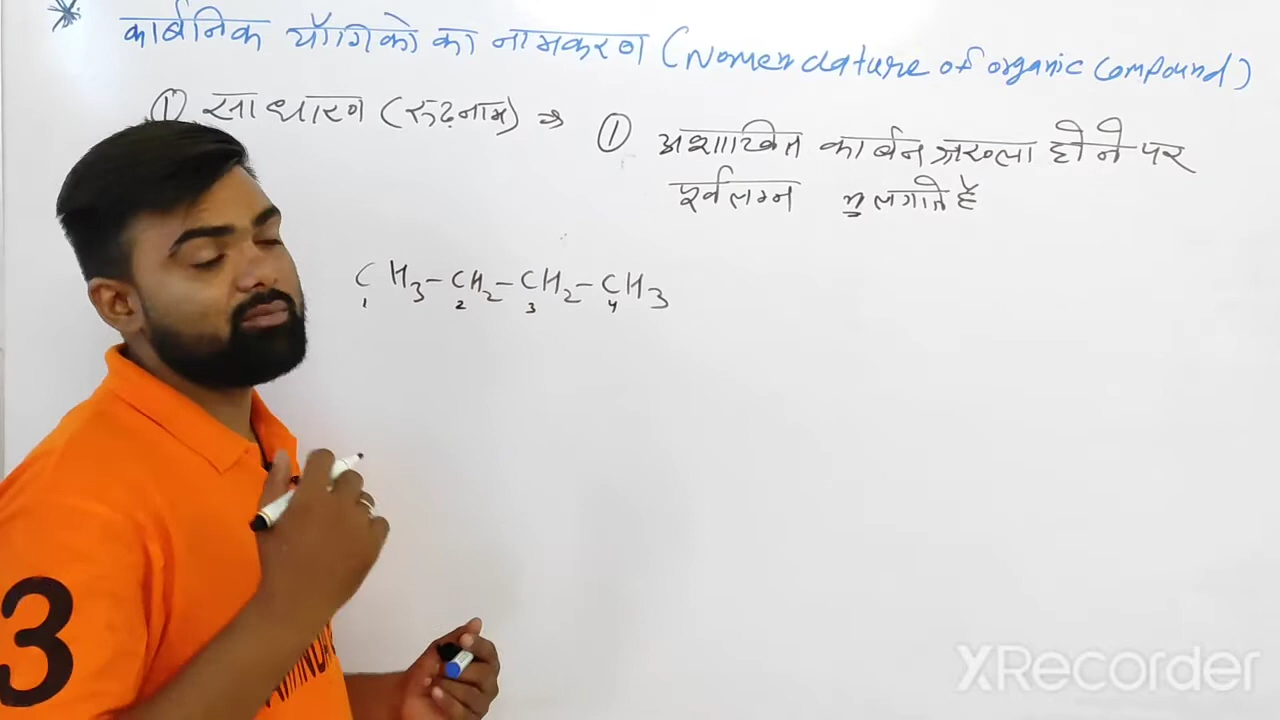 * कार्बनिक यौगिको का नामकरण (Nomenclature of organic compound)
① साधारण (रुढ़नाम) ⇒ ① अशाखित कार्बन श्रृंखला होने पर
पूर्वलग्न n लगाते है
CH3-CH2-CH2-CH3
1 2 3 4
3
XRecorder